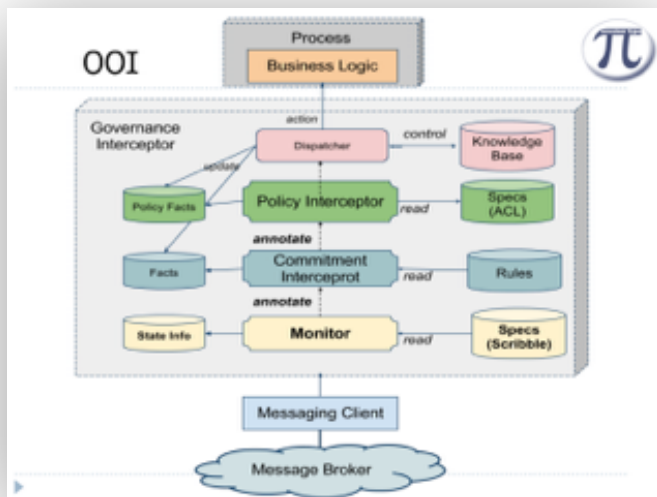 OOI
π
Process
Business Logic
Governance
Interceptor
action
Dispatcher
control
Knowledge
Base
update
Policy Facts
Policy Interceptor
read
Specs
(ACL)
annotate
Facts
Commitment
Interceprot
read
Rules
annotate
State Info
Monitor
read
Specs
(Scribble)
Messaging Client
Message Broker